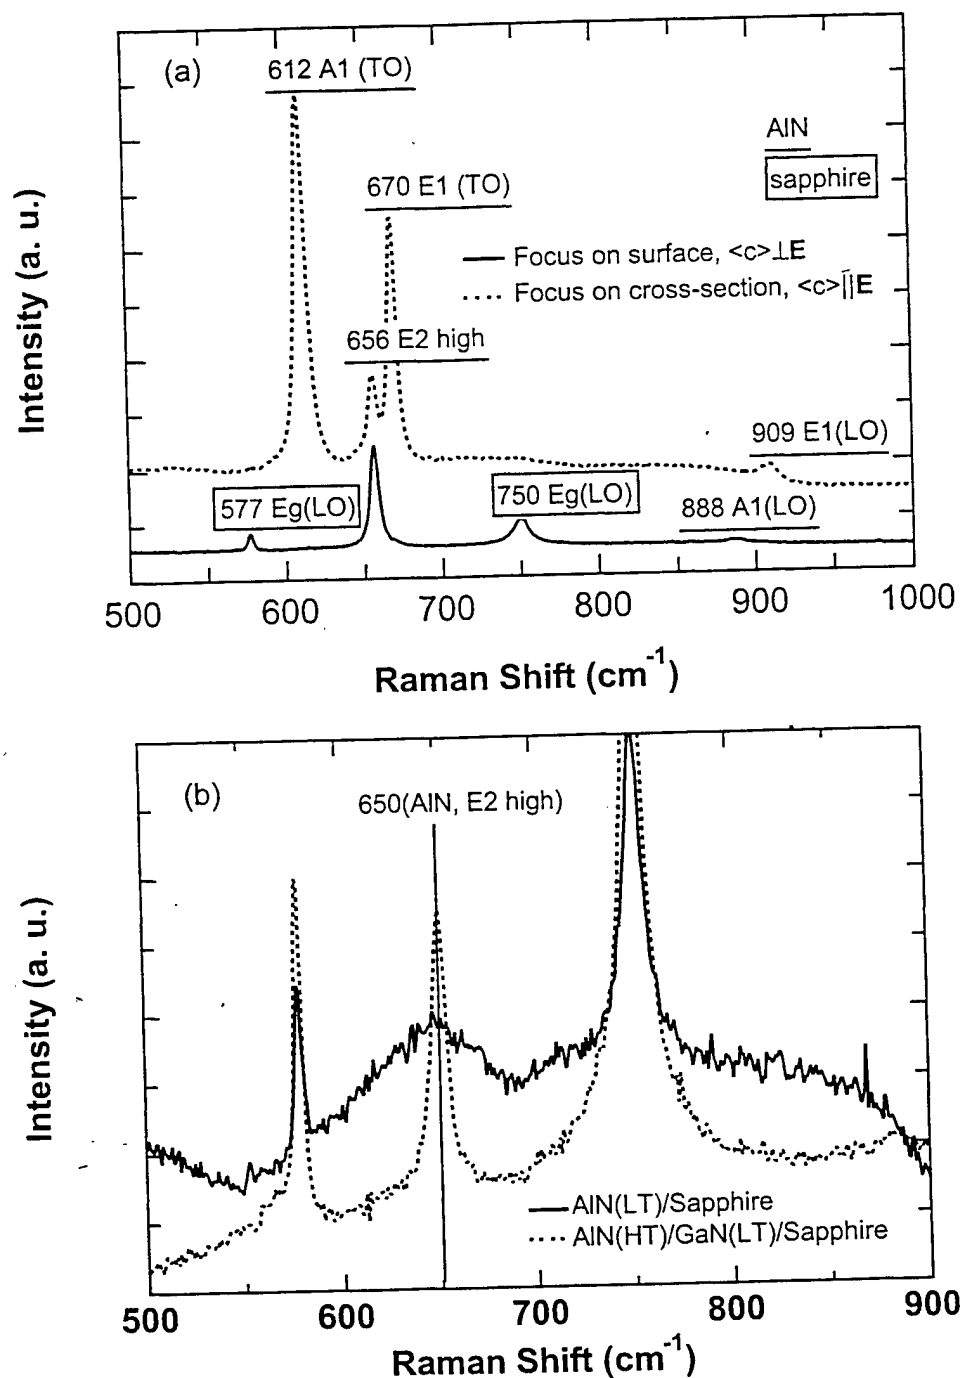 (a)
612 A1 (TO)
AlN
sapphire
670 E1 (TO)
Focus on surface, <c>⊥E
Focus on cross-section, <c>||E
656 E2 high
909 E1(LO)
577 Eg(LO)
750 Eg(LO)
888 A1(LO)
Intensity (a. u.)
500 600 700 800 900 1000
Raman Shift (cm⁻¹)
(b)
650(AlN, E2 high)
Intensity (a. u.)
AlN(LT)/Sapphire
AlN(HT)/GaN(LT)/Sapphire
500 600 700 800 900
Raman Shift (cm⁻¹)